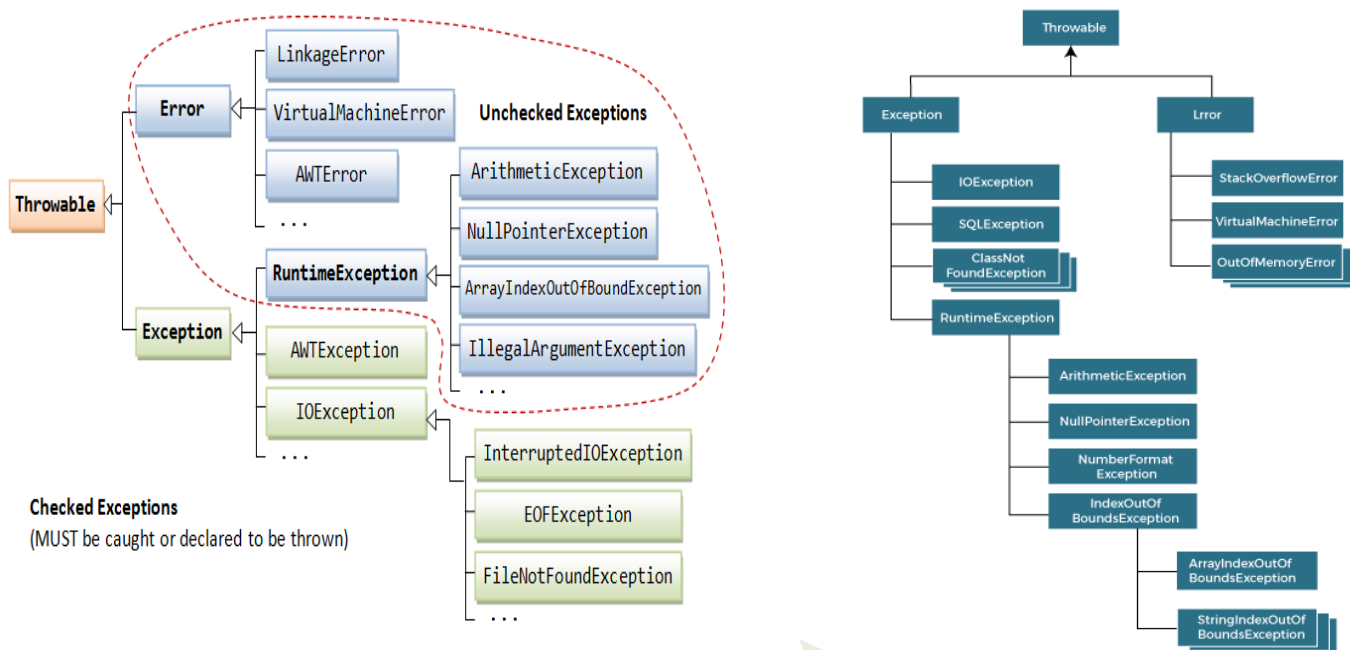 LinkageError
Error
VirtualMachineError
Unchecked Exceptions
AWTError
...
ArithmeticException
Throwable
NullPointerException
RuntimeException
ArrayIndexOutOfBoundException
Exception
AWTException
IllegalArgumentException
...
IOException
...
InterruptedIOException
Checked Exceptions
(MUST be caught or declared to be thrown)
EOFException
FileNotFoundException
...
Throwable
Exception
Lrror
IOException
SQLException
ClassNot
FoundException
RuntimeException
StackOverflowError
VirtualMachineError
OutOfMemoryError
ArithmeticException
NullPointerException
NumberFormat
Exception
IndexOutOf
BoundsException
ArrayIndexOutOf
BoundsException
StringIndexOutOf
BoundsException